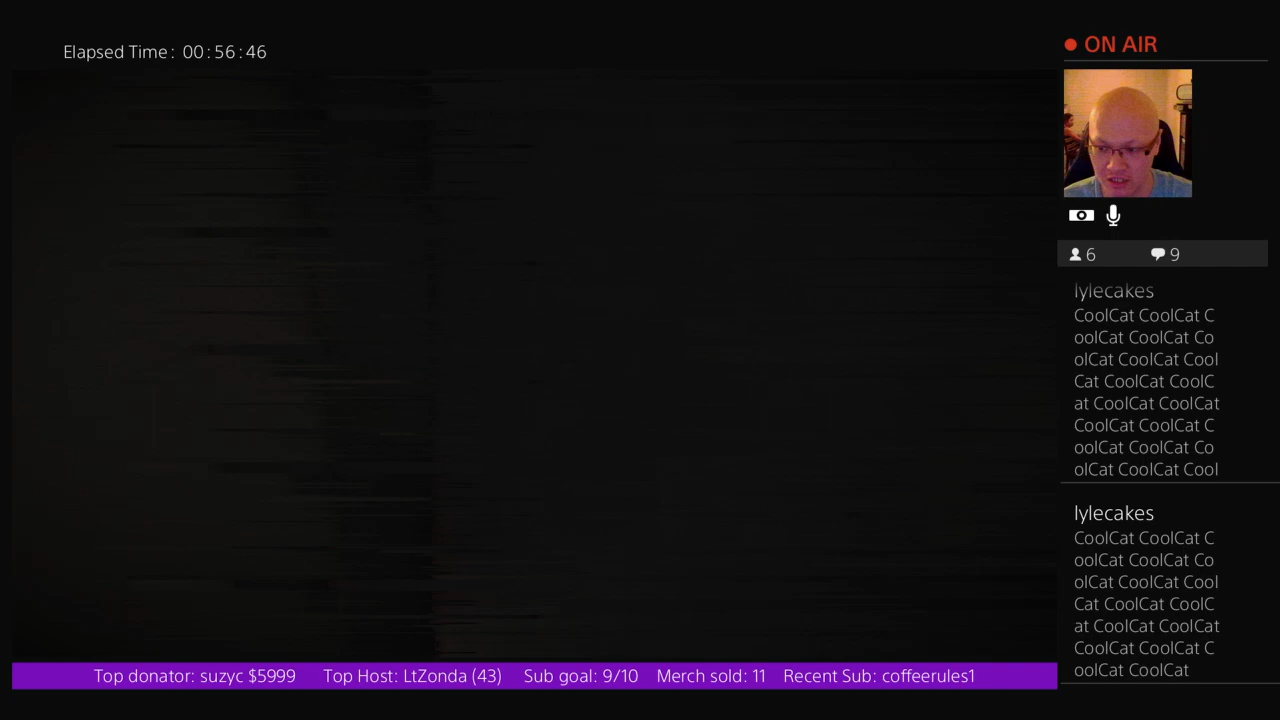 Elapsed Time: 00:56:46
ON AIR
6 9
lylecakes
CoolCat CoolCat C
oolCat CoolCat Co
olCat CoolCat Cool
Cat CoolCat CoolC
at CoolCat CoolCat
CoolCat CoolCat C
oolCat CoolCat Co
olCat CoolCat Cool
lylecakes
CoolCat CoolCat C
oolCat CoolCat Co
olCat CoolCat Cool
Cat CoolCat CoolC
at CoolCat CoolCat
CoolCat CoolCat C
oolCat CoolCat
Top donator: suzyc $5999 Top Host: LtZonda (43) Sub goal: 9/10 Merch sold: 11 Recent Sub: coffeerules1